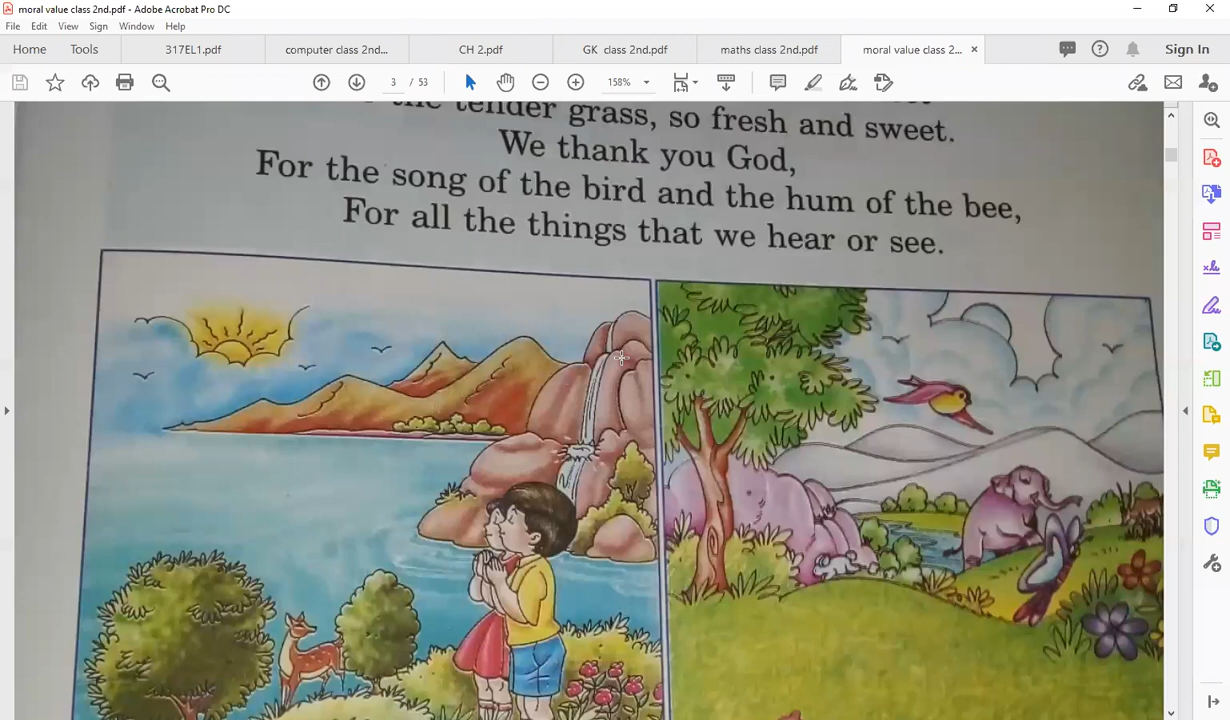 moral value class 2nd.pdf - Adobe Acrobat Pro DC
File Edit View Sign Window Help
Home Tools 317EL1.pdf computer class 2nd... CH 2.pdf GK class 2nd.pdf maths class 2nd.pdf moral value class 2... × Sign In
3 / 53 158%
the tender grass, so fresh and sweet.
We thank you God,
For the song of the bird and the hum of the bee,
For all the things that we hear or see.